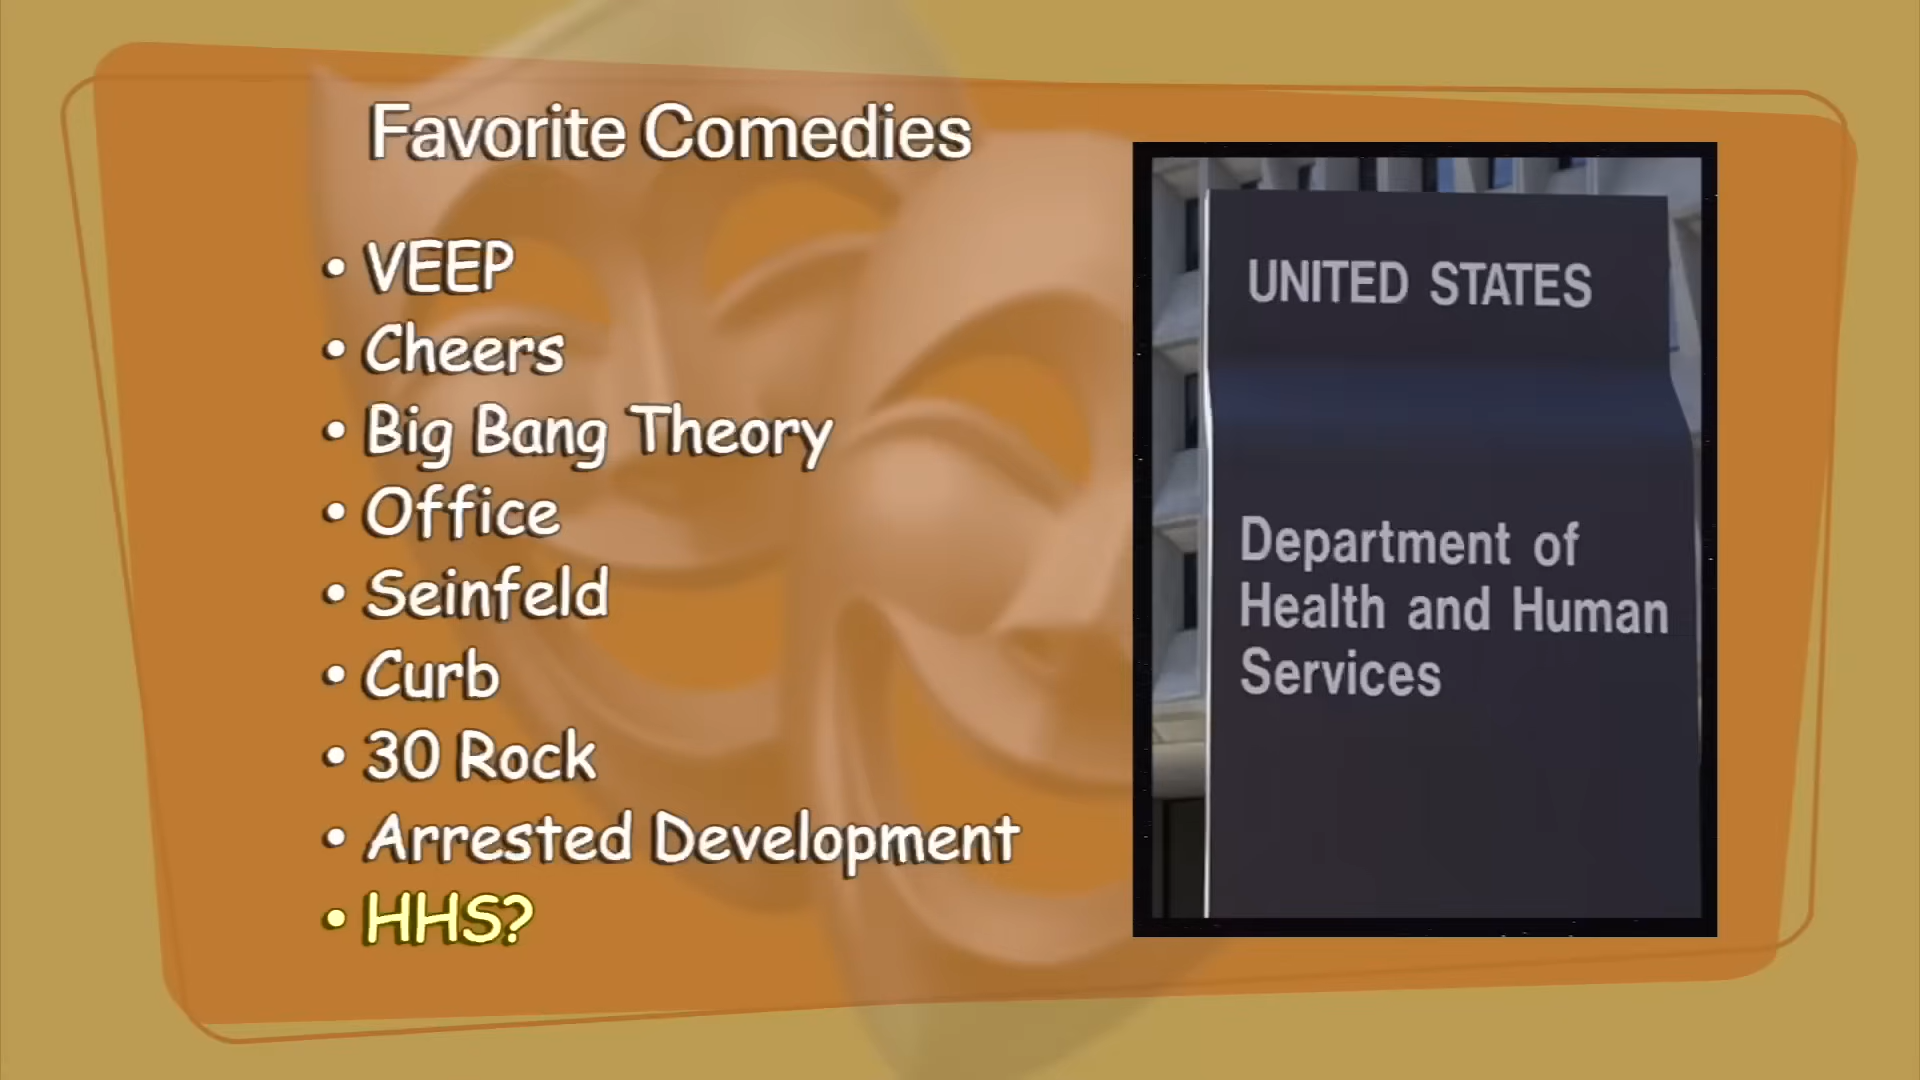 Favorite Comedies
• VEEP
• Cheers
• Big Bang Theory
• Office
• Seinfeld
• Curb
• 30 Rock
• Arrested Development
• HHS?
UNITED STATES
Department of
Health and Human
Services